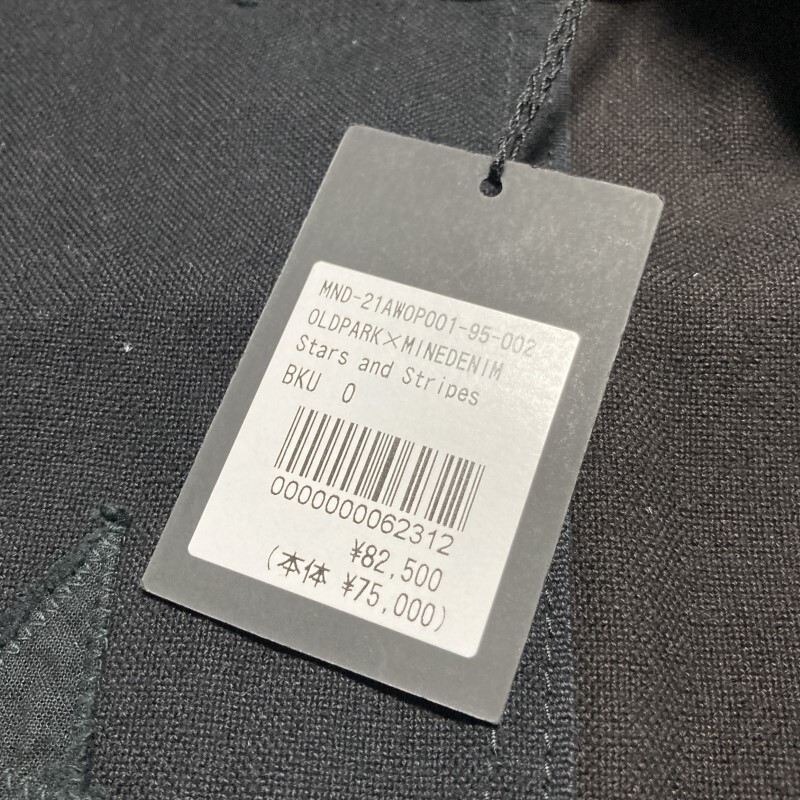 MND-21AWOP001-95-002
OLDPARK×MINEDENIM
Stars and Stripes
BKU 0
0000000062312
¥82,500
(本体 ¥75,000)